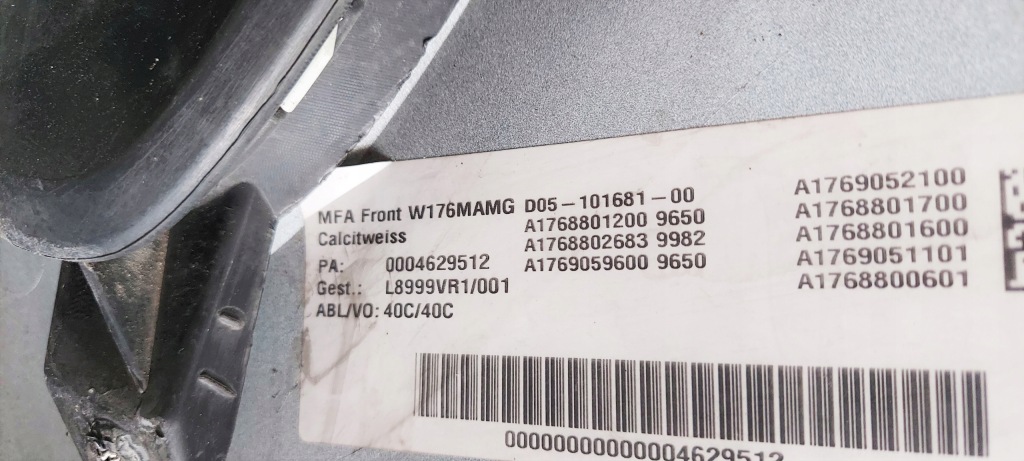 MFA Front W176MAMG D05-101681-00
Calcitweiss A1768801200 9650
A1768802683 9982
PA: 0004629512 A1769059600 9650
Gest.: L8999VR1/001
ABL/VO: 40C/40C
A1769052100
A1768801700
A1768801600
A1769051101
A1768800601
00000000000004629512